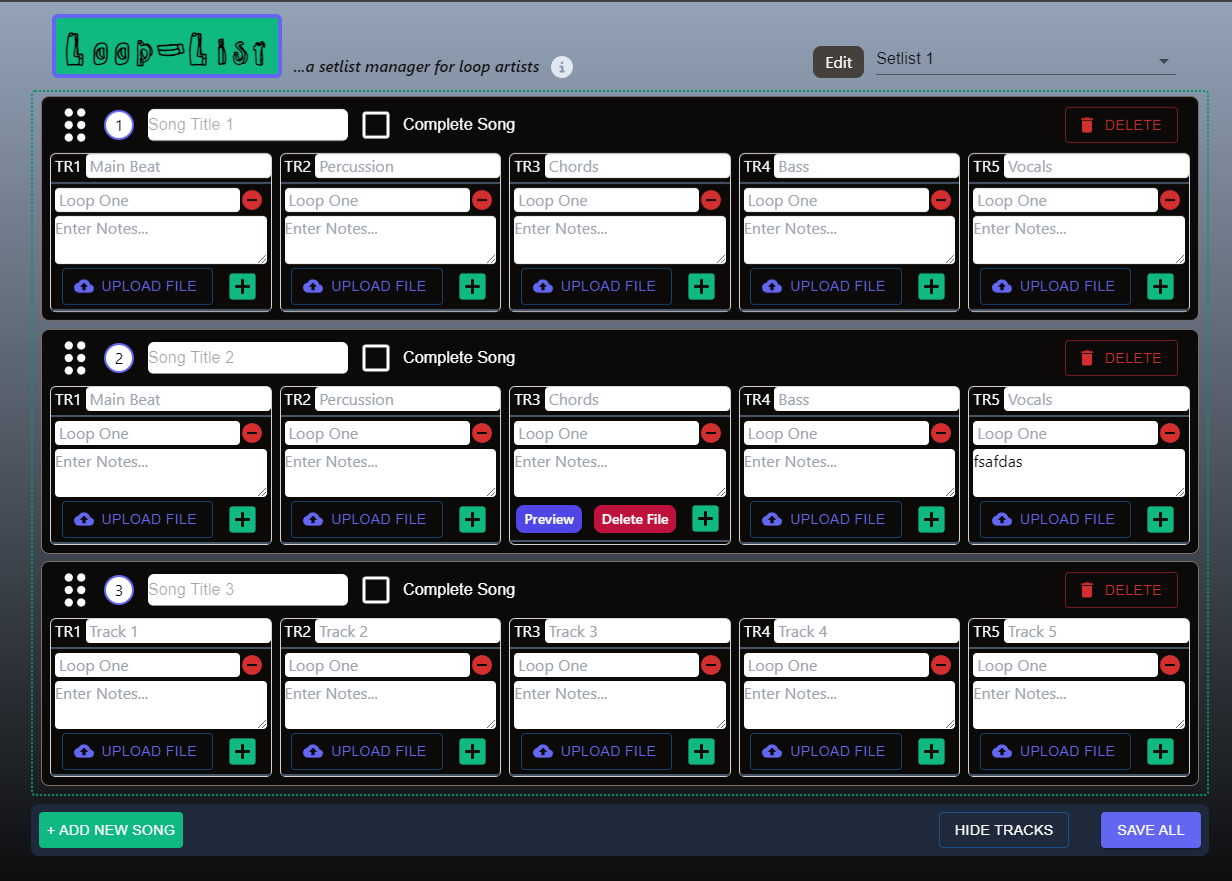 Loop-List
...a setlist manager for loop artists i Edit Setlist 1
1 Song Title 1 Complete Song DELETE
TR1 Main Beat TR2 Percussion TR3 Chords TR4 Bass TR5 Vocals
Loop One Loop One Loop One Loop One Loop One
Enter Notes... Enter Notes... Enter Notes... Enter Notes... Enter Notes...
UPLOAD FILE + UPLOAD FILE + UPLOAD FILE + UPLOAD FILE + UPLOAD FILE +
2 Song Title 2 Complete Song DELETE
TR1 Main Beat TR2 Percussion TR3 Chords TR4 Bass TR5 Vocals
Loop One Loop One Loop One Loop One Loop One
Enter Notes... Enter Notes... Enter Notes... Enter Notes... fsafdas
UPLOAD FILE + UPLOAD FILE + Preview Delete File + UPLOAD FILE + UPLOAD FILE +
3 Song Title 3 Complete Song DELETE
TR1 Track 1 TR2 Track 2 TR3 Track 3 TR4 Track 4 TR5 Track 5
Loop One Loop One Loop One Loop One Loop One
Enter Notes... Enter Notes... Enter Notes... Enter Notes... Enter Notes...
UPLOAD FILE + UPLOAD FILE + UPLOAD FILE + UPLOAD FILE + UPLOAD FILE +
+ ADD NEW SONG HIDE TRACKS SAVE ALL